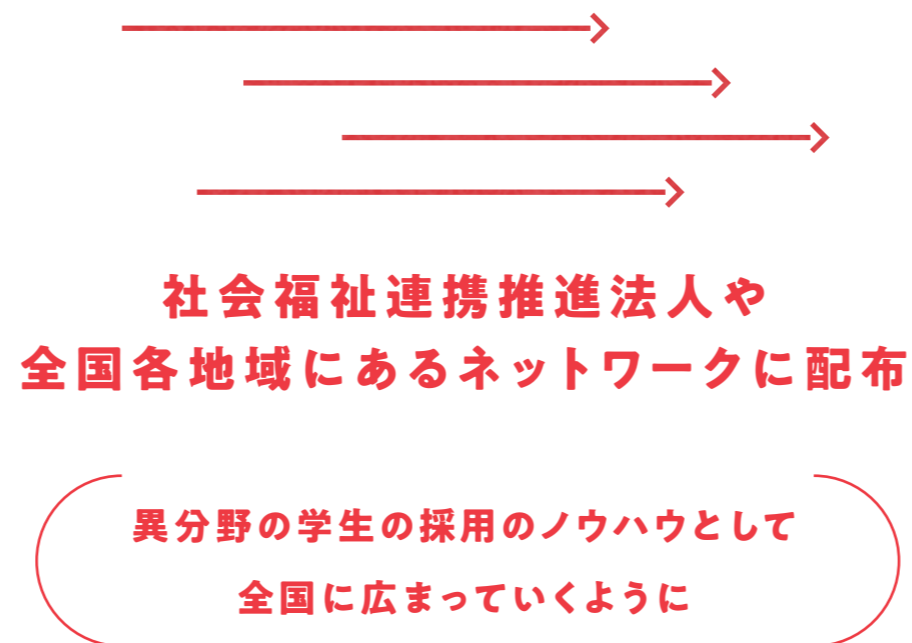 社会福祉連携推進法人や
全国各地域にあるネットワークに配布
異分野の学生の採用のノウハウとして
全国に広まっていくように